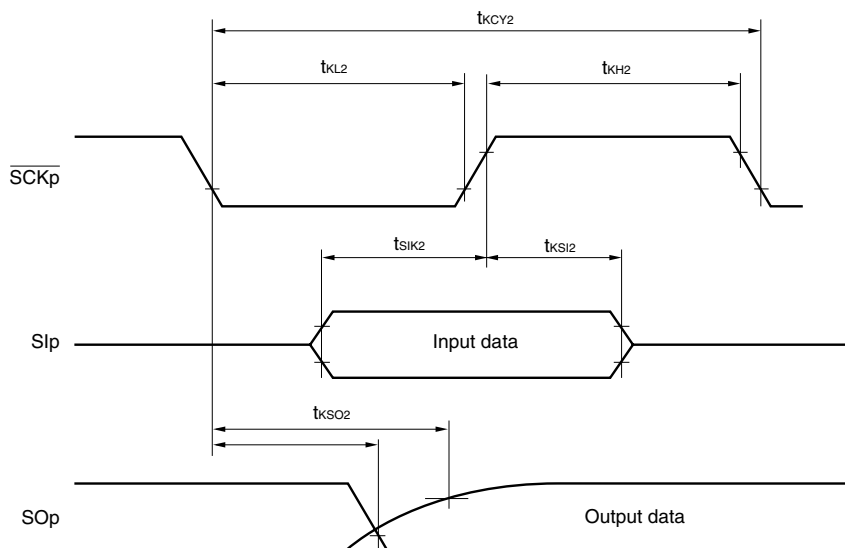 tKCY2
tKL2
tKH2
SCKp
tSIK2
tKSI2
SIp
Input data
tKSO2
SOp
Output data